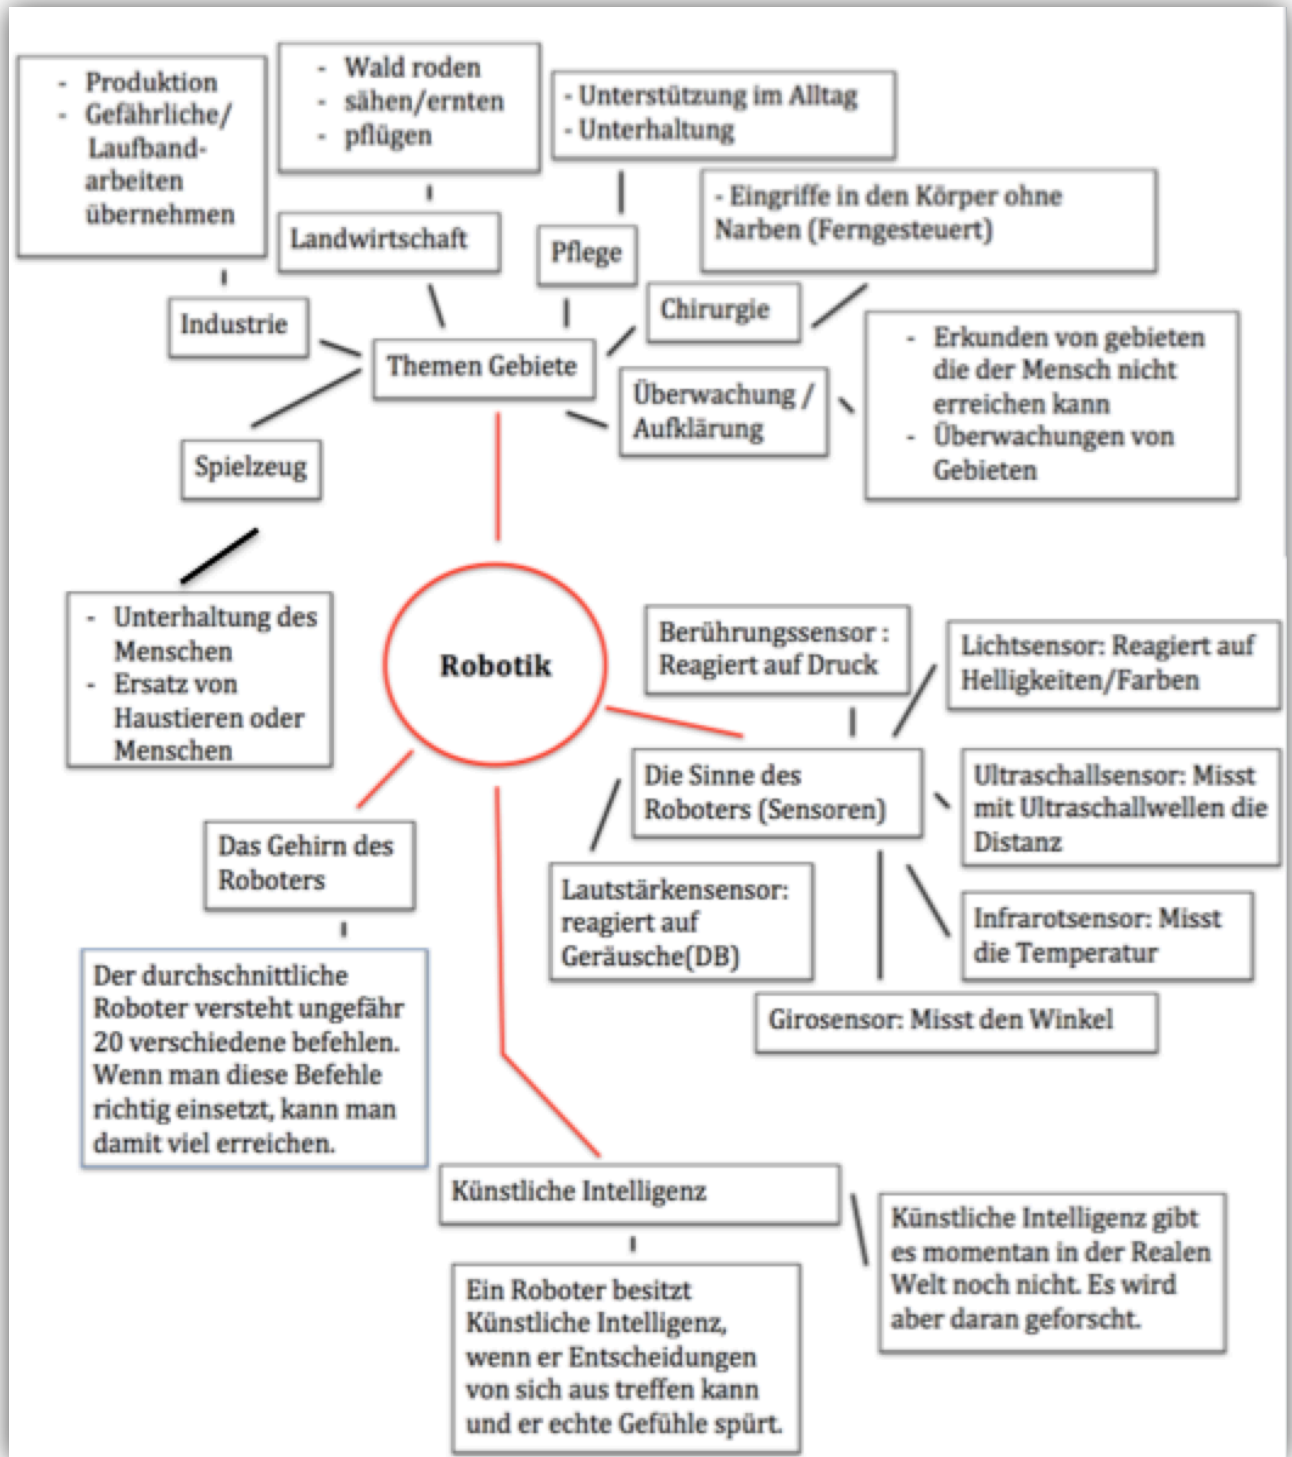 - Produktion
- Gefährliche/
Laufband-
arbeiten
übernehmen
- Wald roden
- sähen/ernten
- pflügen
- Unterstützung im Alltag
- Unterhaltung
- Eingriffe in den Körper ohne
Narben (Ferngesteuert)
Landwirtschaft
Pflege
Industrie
Chirurgie
Themen Gebiete
Überwachung /
Aufklärung
- Erkunden von gebieten
die der Mensch nicht
erreichen kann
- Überwachungen von
Gebieten
Spielzeug
- Unterhaltung des
Menschen
- Ersatz von
Haustieren oder
Menschen
Robotik
Berührungssensor :
Reagiert auf Druck
Lichtsensor: Reagiert auf
Helligkeiten/Farben
Die Sinne des
Roboters (Sensoren)
Ultraschallsensor: Misst
mit Ultraschallwellen die
Distanz
Das Gehirn des
Roboters
Lautstärkensensor:
reagiert auf
Geräusche(DB)
Infrarotsensor: Misst
die Temperatur
Girosensor: Misst den Winkel
Der durchschnittliche
Roboter versteht ungefähr
20 verschiedene befehlen.
Wenn man diese Befehle
richtig einsetzt, kann man
damit viel erreichen.
Künstliche Intelligenz
Künstliche Intelligenz gibt
es momentan in der Realen
Welt noch nicht. Es wird
aber daran geforscht.
Ein Roboter besitzt
Künstliche Intelligenz,
wenn er Entscheidungen
von sich aus treffen kann
und er echte Gefühle spürt.